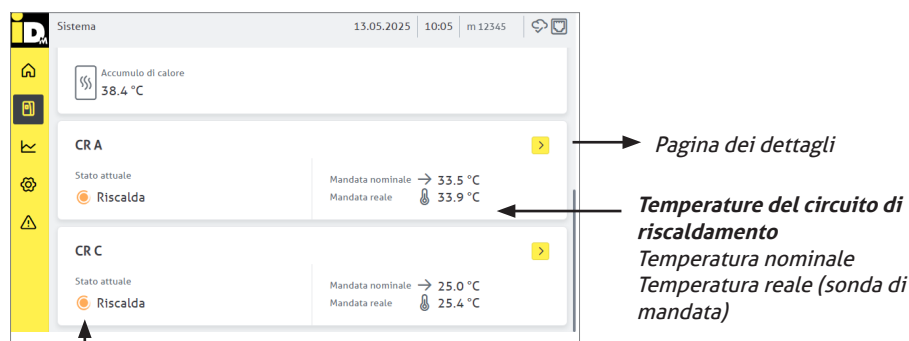 iDM
Sistema
13.05.2025 10:05 m 12345
Accumulo di calore
38.4 °C
CR A
Stato attuale
Riscalda
Mandata nominale → 33.5 °C
Mandata reale 33.9 °C
CR C
Stato attuale
Riscalda
Mandata nominale → 25.0 °C
Mandata reale 25.4 °C
Pagina dei dettagli
Temperature del circuito di
riscaldamento
Temperatura nominale
Temperatura reale (sonda di
mandata)